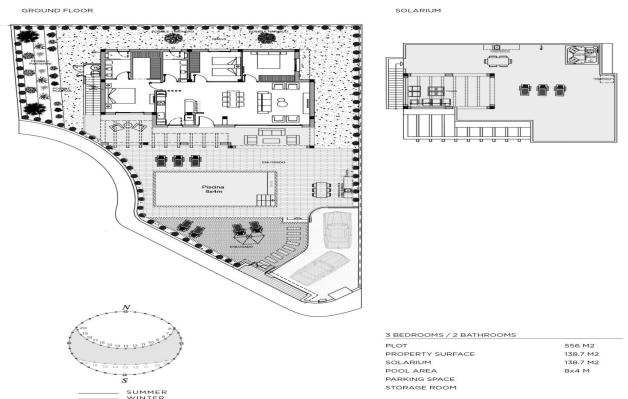 GROUND FLOOR
SOLARIUM
Piscina
8x4m
N
S
SUMMER
WINTER
3 BEDROOMS / 2 BATHROOMS
PLOT 556 M2
PROPERTY SURFACE 138.7 M2
SOLARIUM 138.7 M2
POOL AREA 8x4 M
PARKING SPACE
STORAGE ROOM